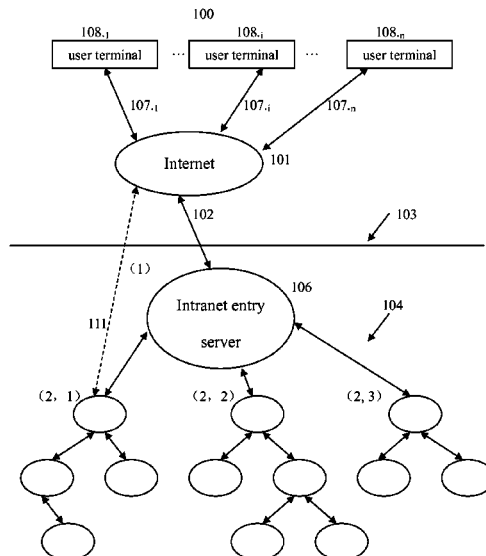 100
108.1 108.i 108.n
user terminal ... user terminal ... user terminal
107.1 107.i 107.n
Internet 101
102
103
(1)
106
Intranet entry
server
104
111
(2, 1) (2, 2) (2, 3)